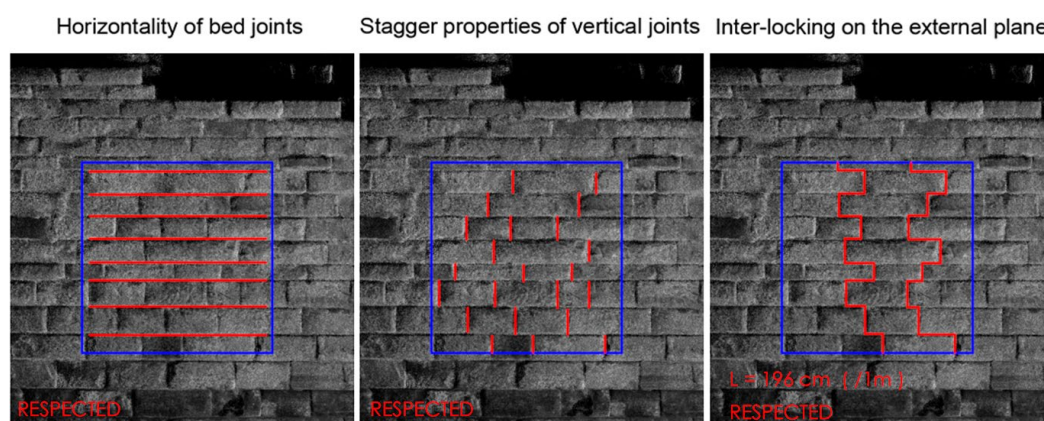 Horizontality of bed joints
Stagger properties of vertical joints
Inter-locking on the external plane
RESPECTED
RESPECTED
L = 196 cm ( /1m )
RESPECTED